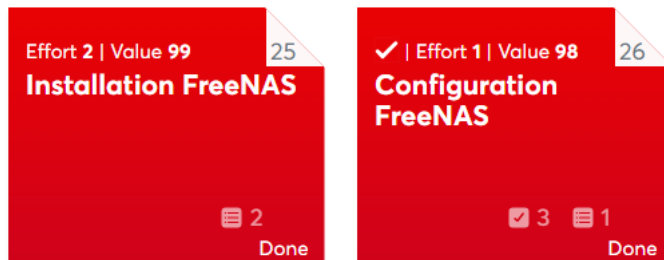 Effort 2 | Value 99
25
Installation FreeNAS
2
Done
✓ | Effort 1 | Value 98
26
Configuration
FreeNAS
3
1
Done